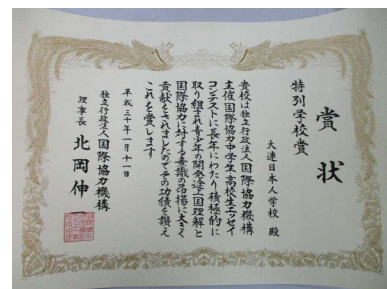 賞状
特別学校賞
大連日本人学校 殿
貴校は独立行政法人国際協力機構
主催国際協力中学生・高校生エッセイ
コンテストに長年にわたり積極的に
取り組まれ青少年の開発途上国理解と
国際協力に対する意識の昂揚に大きく
貢献をされましたのでその功績を讃え
これを賞します
平成三十年一月十一日
独立行政法人国際協力機構
理事長 北岡伸一